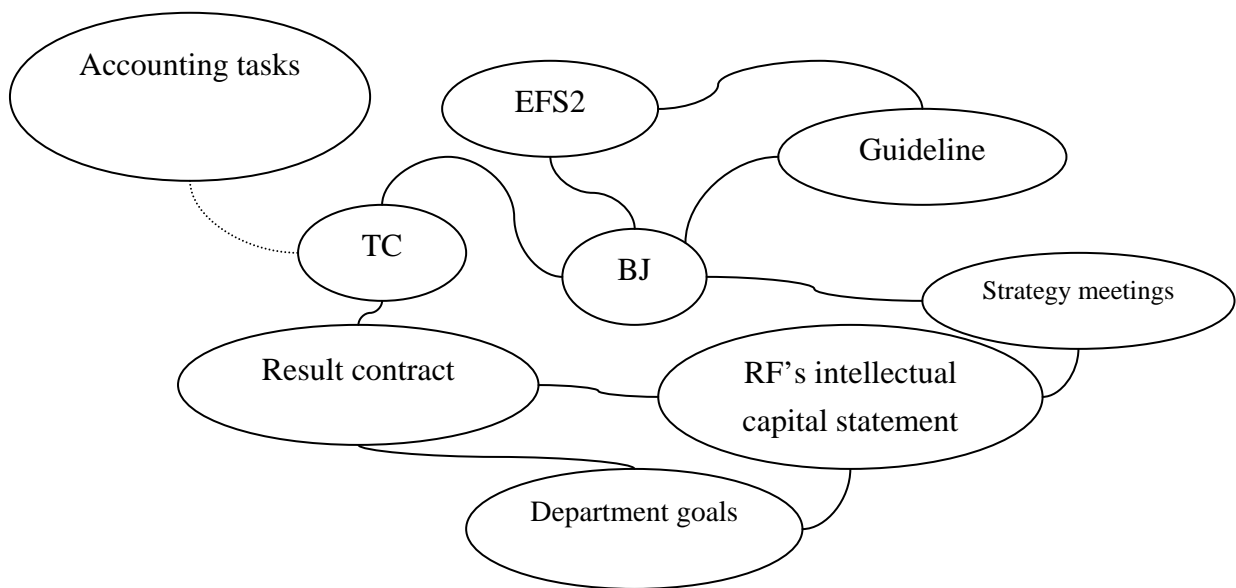 Accounting tasks
EFS2
Guideline
TC
BJ
Strategy meetings
Result contract
RF’s intellectual
capital statement
Department goals